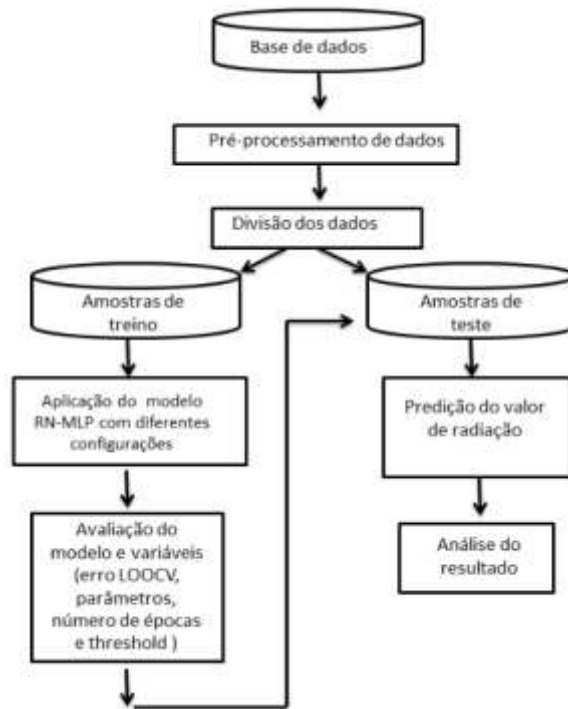 Base de dados
Pré-processamento de dados
Divisão dos dados
Amostras de
treino
Aplicação do modelo
RN-MLP com diferentes
configurações
Avaliação do
modelo e variáveis
(erro LOOCV,
parâmetros,
número de épocas
e threshold )
Amostras de
teste
Predição do valor
de radiação
Análise do
resultado